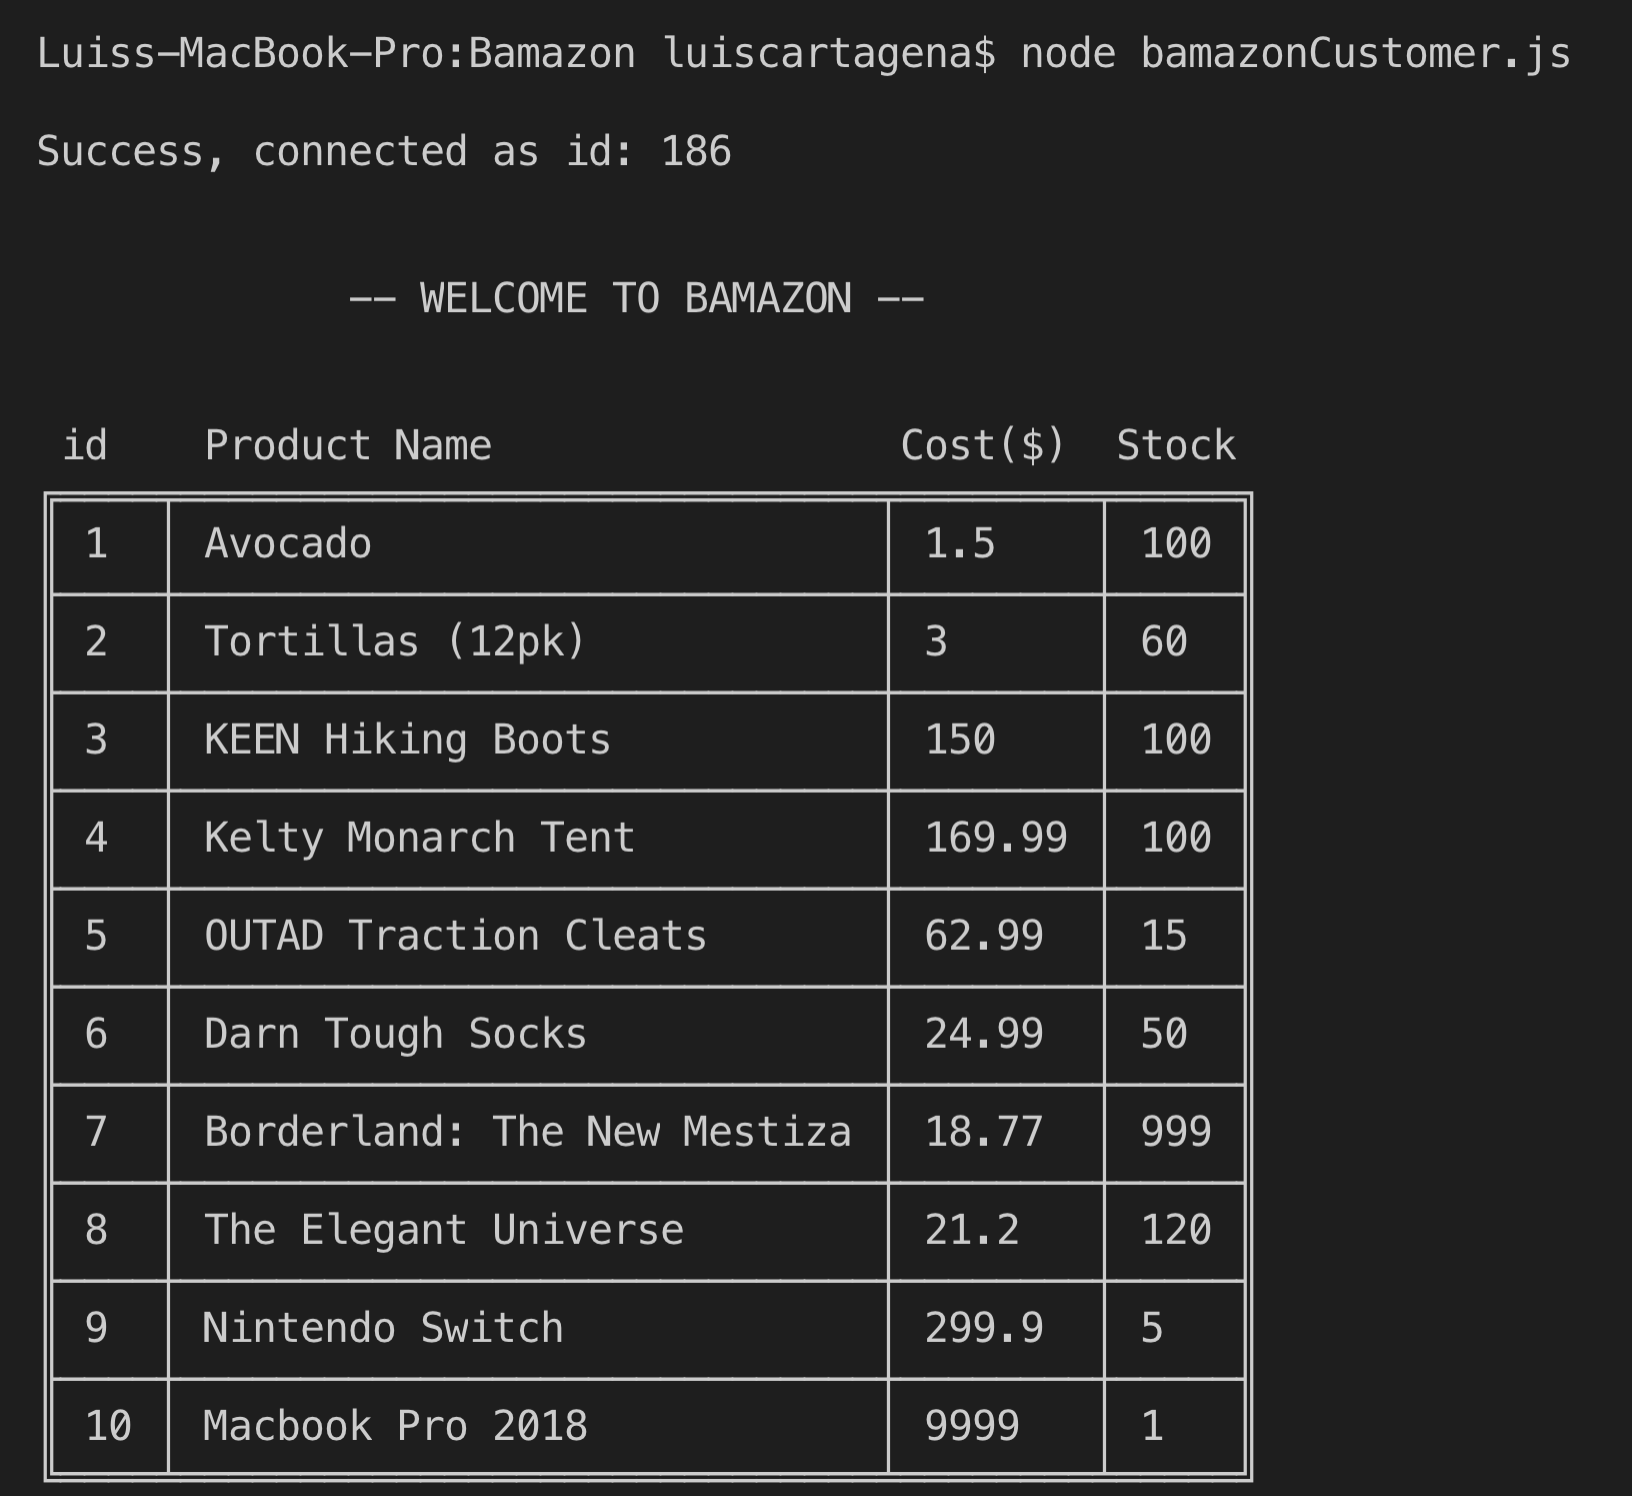 Luiss-MacBook-Pro:Bamazon luiscartagena$ node bamazonCustomer.js
Success, connected as id: 186
-- WELCOME TO BAMAZON --
id Product Name Cost($) Stock
1 Avocado 1.5 100
2 Tortillas (12pk) 3 60
3 KEEN Hiking Boots 150 100
4 Kelty Monarch Tent 169.99 100
5 OUTAD Traction Cleats 62.99 15
6 Darn Tough Socks 24.99 50
7 Borderland: The New Mestiza 18.77 999
8 The Elegant Universe 21.2 120
9 Nintendo Switch 299.9 5
10 Macbook Pro 2018 9999 1